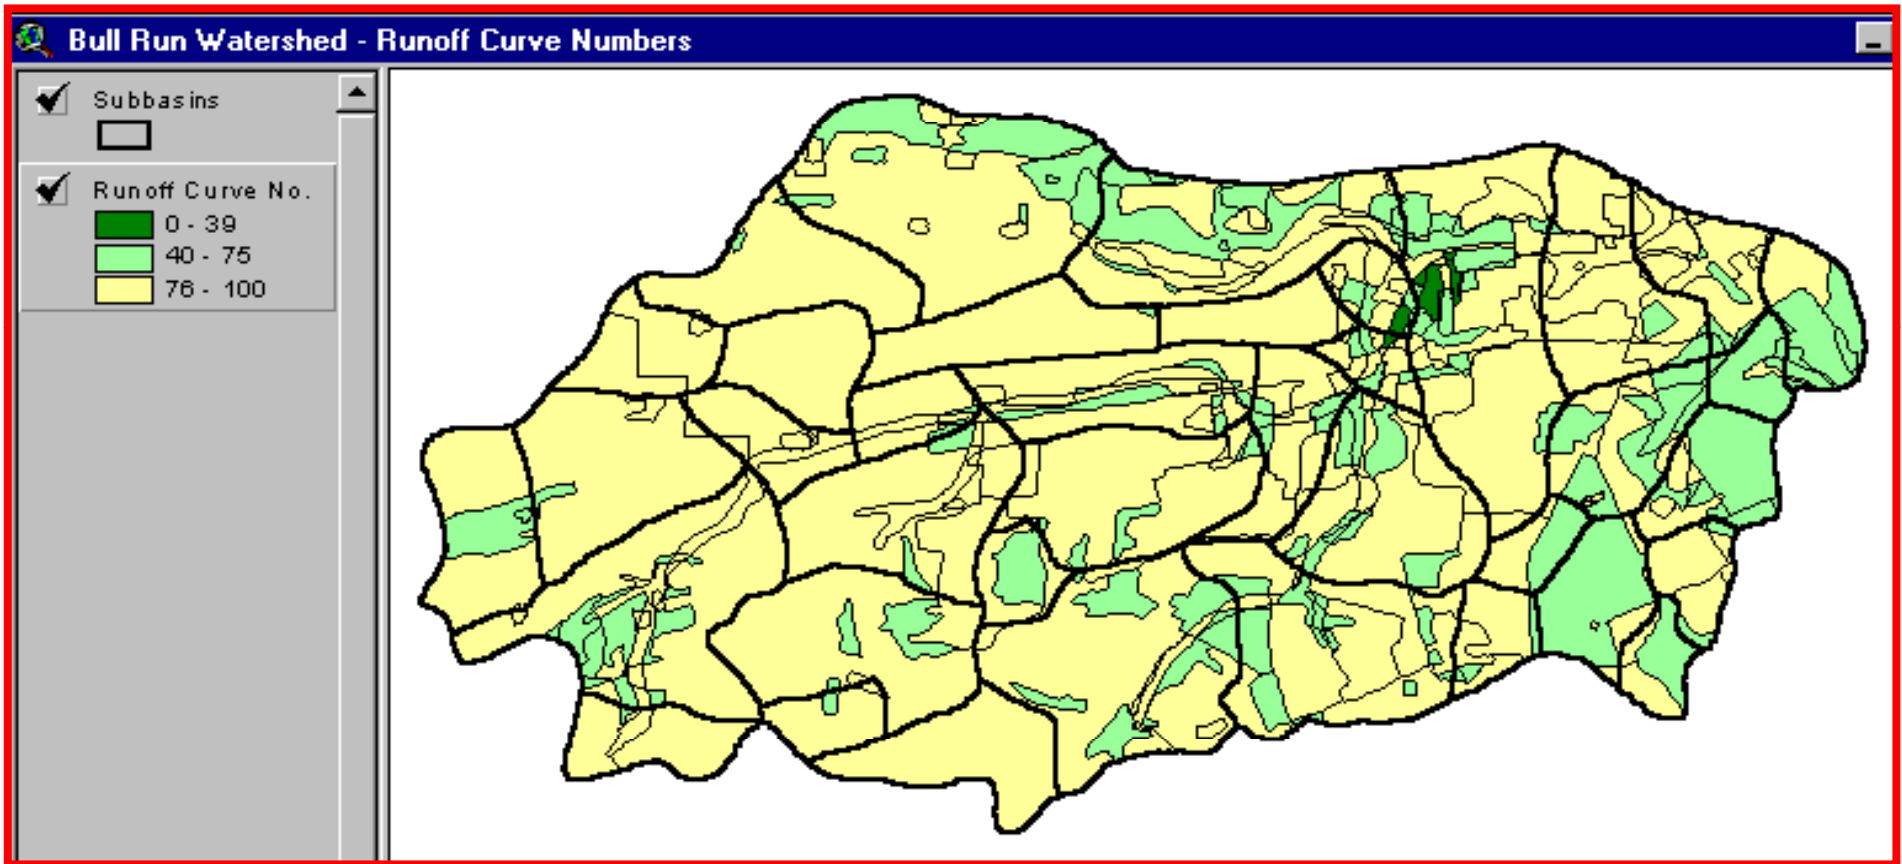 Bull Run Watershed - Runoff Curve Numbers
Subbasins
Runoff Curve No.
0 - 39
40 - 75
76 - 100